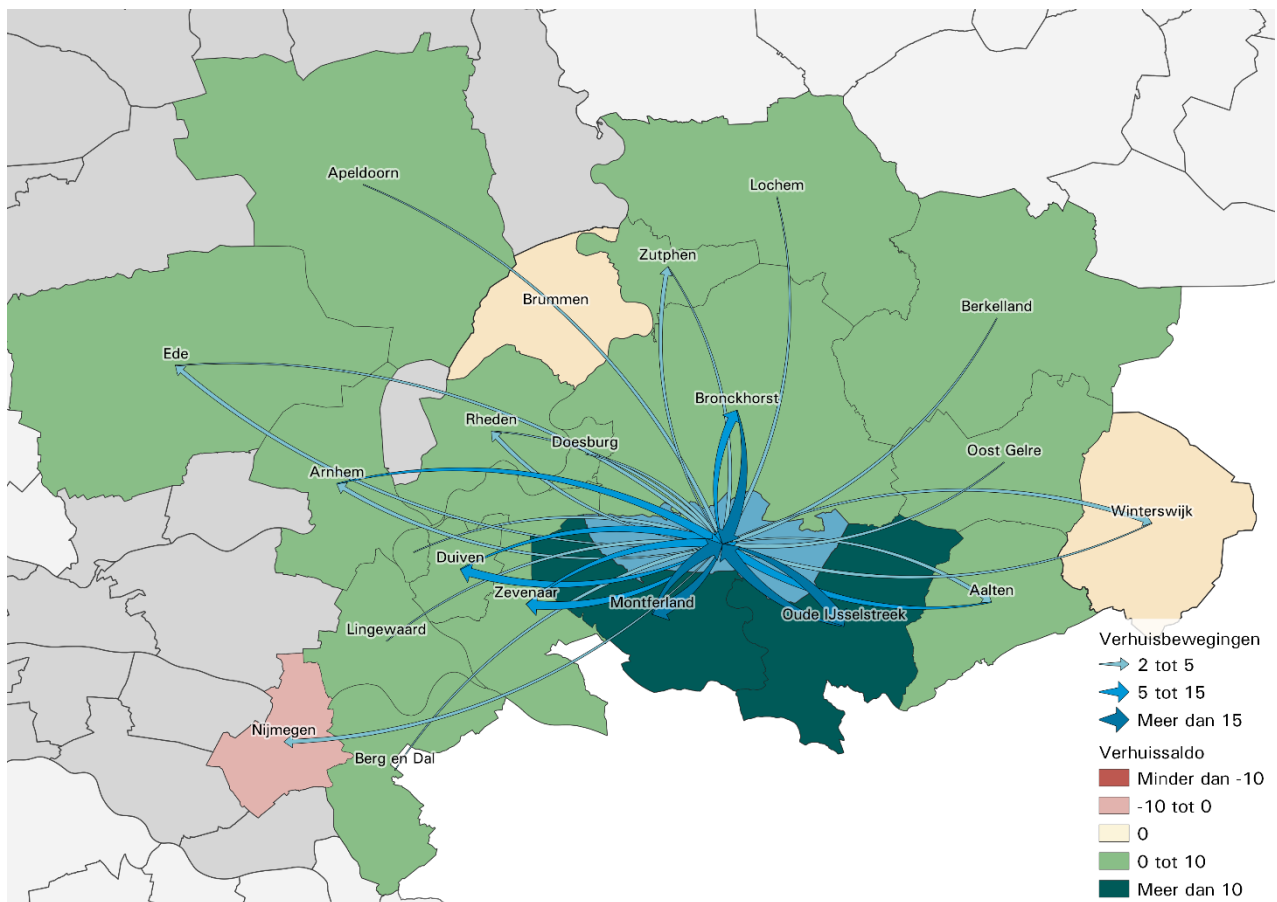 Apeldoorn
Lochem
Zutphen
Brummen
Berkelland
Ede
Bronckhorst
Rheden
Doesburg
Oost Gelre
Arnhem
Winterswijk
Duiven
Zevenaar
Aalten
Montferland
Oude IJsselstreek
Lingewaard
Nijmegen
Berg en Dal
Verhuisbewegingen
2 tot 5
5 tot 15
Meer dan 15
Verhuissaldo
Minder dan -10
-10 tot 0
0
0 tot 10
Meer dan 10